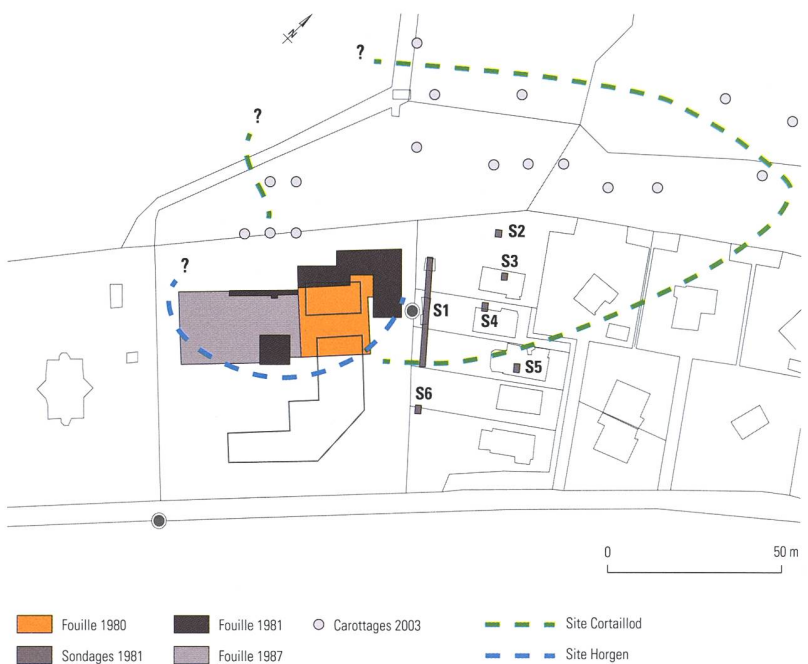 N
?
?
S2
S3
?
S1
S4
S5
S6
0 50 m
Fouille 1980 Fouille 1981 Carottages 2003 Site Cortaillod
Sondages 1981 Fouille 1987 Site Horgen